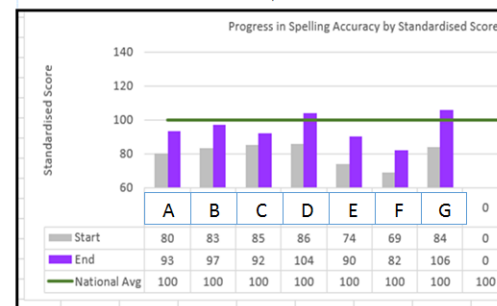 Progress in Spelling Accuracy by Standardised Score
Standardised Score
140
120
100
80
60
A B C D E F G 0
Start 80 83 85 86 74 69 84 0
End 93 97 92 104 90 82 106 0
National Avg 100 100 100 100 100 100 100 100